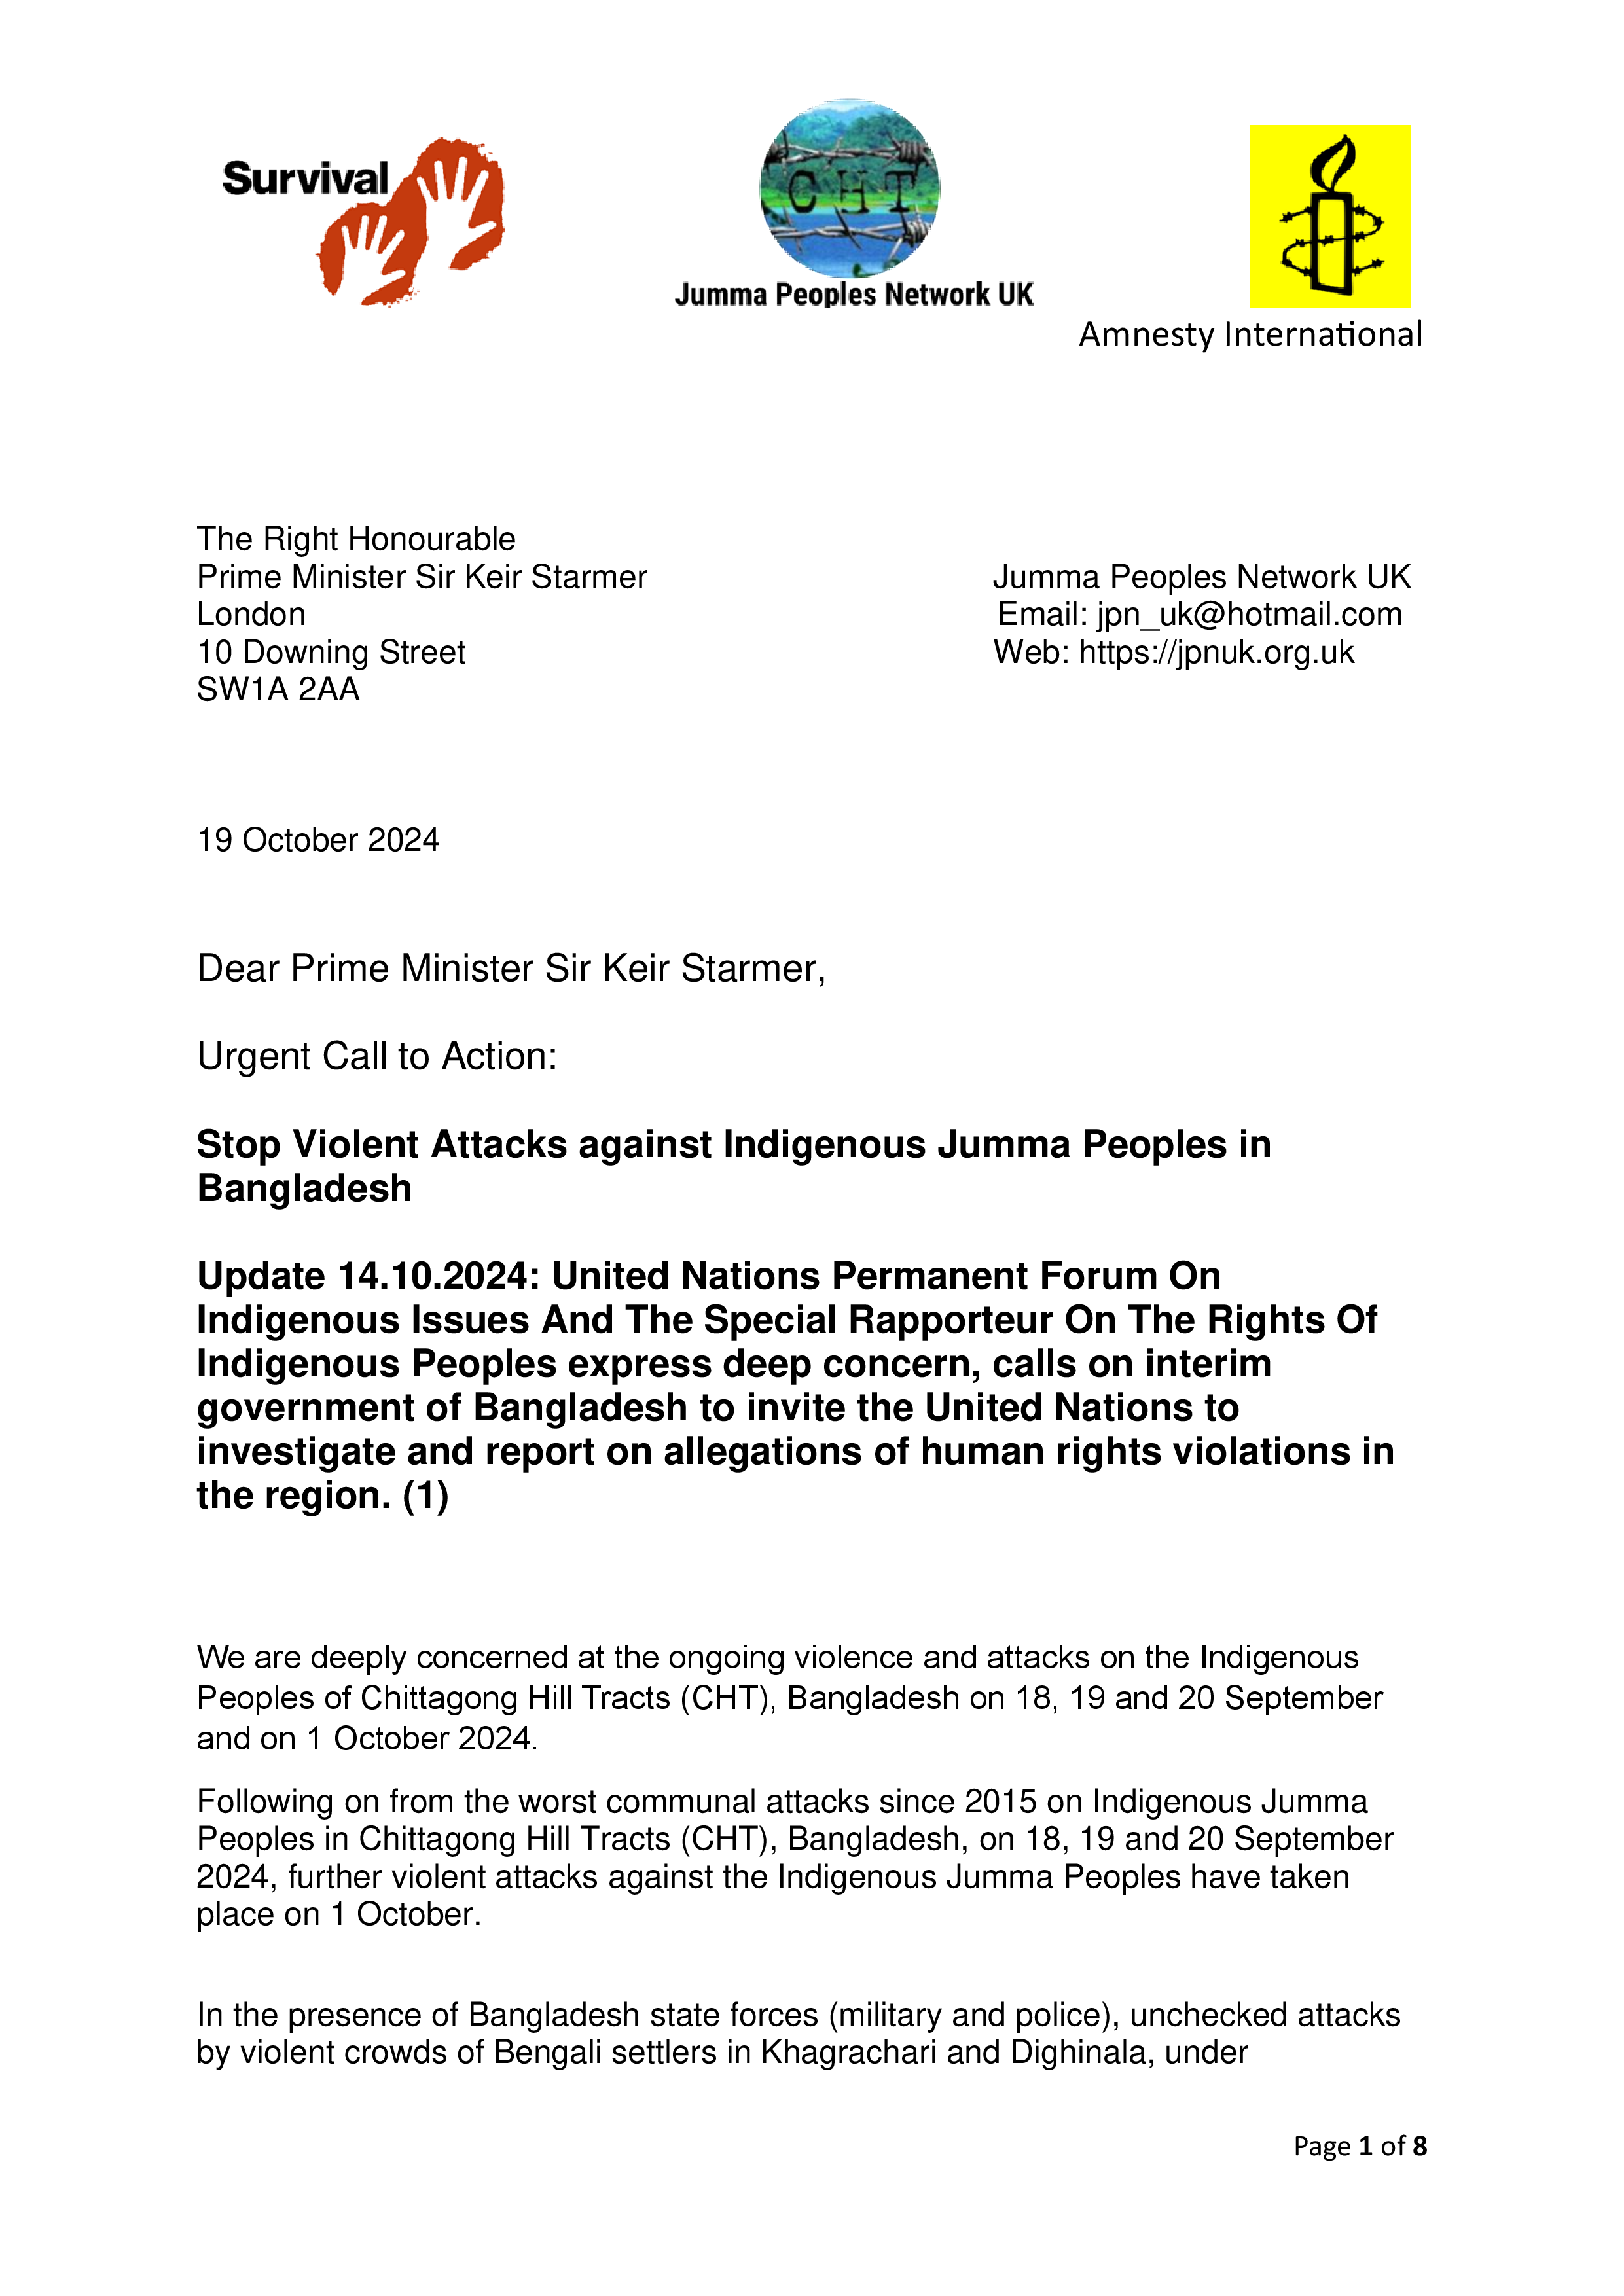 Survival
CHT
Jumma Peoples Network UK
Amnesty International
The Right Honourable
Prime Minister Sir Keir Starmer
London
10 Downing Street
SW1A 2AA
Jumma Peoples Network UK
Email: jpn_uk@hotmail.com
Web: https://jpnuk.org.uk
19 October 2024
Dear Prime Minister Sir Keir Starmer,
Urgent Call to Action:
Stop Violent Attacks against Indigenous Jumma Peoples in
Bangladesh
Update 14.10.2024: United Nations Permanent Forum On
Indigenous Issues And The Special Rapporteur On The Rights Of
Indigenous Peoples express deep concern, calls on interim
government of Bangladesh to invite the United Nations to
investigate and report on allegations of human rights violations in
the region. (1)
We are deeply concerned at the ongoing violence and attacks on the Indigenous
Peoples of Chittagong Hill Tracts (CHT), Bangladesh on 18, 19 and 20 September
and on 1 October 2024.
Following on from the worst communal attacks since 2015 on Indigenous Jumma
Peoples in Chittagong Hill Tracts (CHT), Bangladesh, on 18, 19 and 20 September
2024, further violent attacks against the Indigenous Jumma Peoples have taken
place on 1 October.
In the presence of Bangladesh state forces (military and police), unchecked attacks
by violent crowds of Bengali settlers in Khagrachari and Dighinala, under
Page 1 of 8